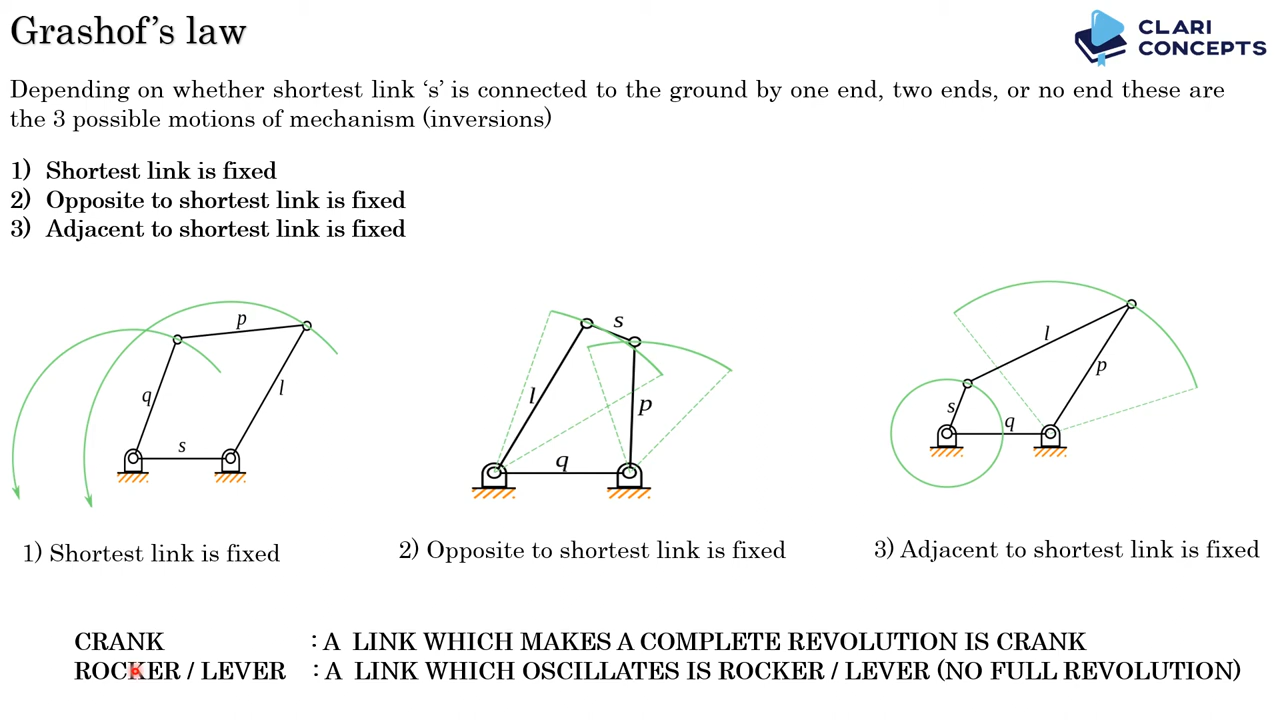 Grashof's law
CLARI
CONCEPTS
Depending on whether shortest link ‘s’ is connected to the ground by one end, two ends, or no end these are
the 3 possible motions of mechanism (inversions)
1) Shortest link is fixed
2) Opposite to shortest link is fixed
3) Adjacent to shortest link is fixed
p
q
l
s
s
l
p
q
l
p
s
q
1) Shortest link is fixed
2) Opposite to shortest link is fixed
3) Adjacent to shortest link is fixed
CRANK : A LINK WHICH MAKES A COMPLETE REVOLUTION IS CRANK
ROCKER / LEVER : A LINK WHICH OSCILLATES IS ROCKER / LEVER (NO FULL REVOLUTION)